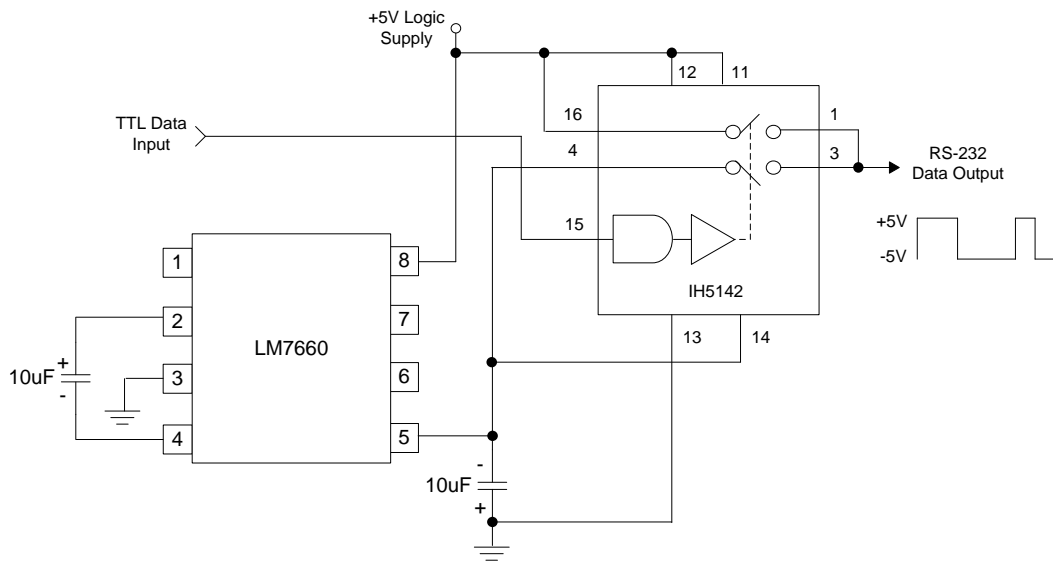 +5V Logic
Supply
12
11
TTL Data
Input
16
1
4
3
RS-232
Data Output
15
+5V
-5V
IH5142
1
8
2
7
LM7660
13
14
+
10uF
-
3
6
4
5
-
10uF
+